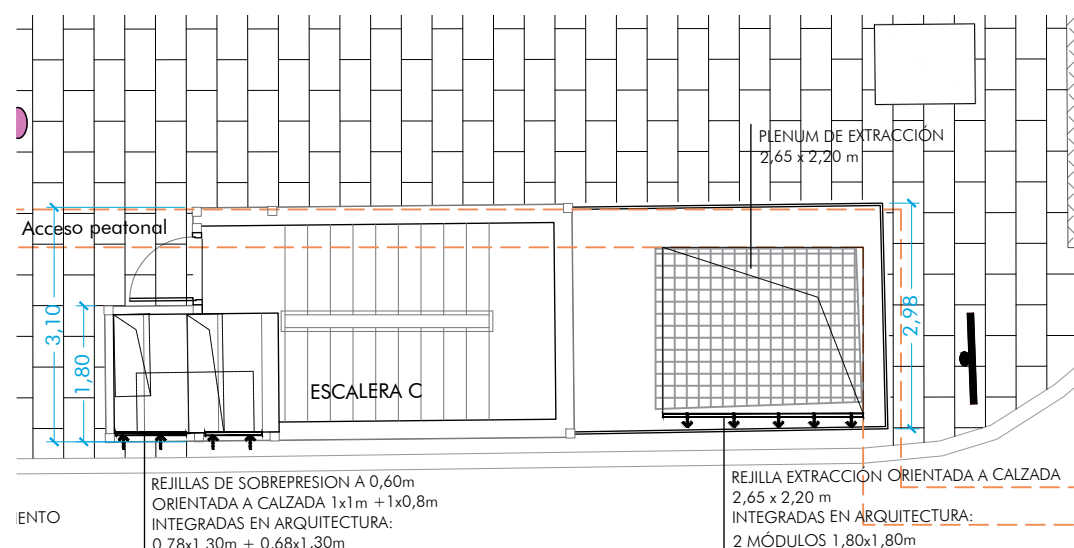 PLENUM DE EXTRACCIÓN
2,65 x 2,20 m
Acceso peatonal
3,10
1,80
2,98
ESCALERA C
REJILLAS DE SOBREPRESION A 0,60m
ORIENTADA A CALZADA 1x1m +1x0,8m
INTEGRADAS EN ARQUITECTURA:
0,78x1,30m + 0,68x1,30m
REJILLA EXTRACCIÓN ORIENTADA A CALZADA
2,65 x 2,20 m
INTEGRADAS EN ARQUITECTURA:
2 MÓDULOS 1,80x1,80m
IENTO